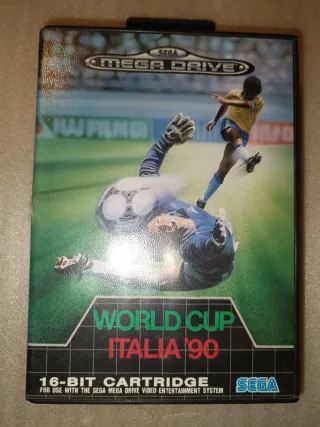 SEGA
MEGA DRIVE
WORLD CUP
ITALIA '90
16-BIT CARTRIDGE
FOR USE WITH THE SEGA MEGA DRIVE VIDEO ENTERTAINMENT SYSTEM
SEGA